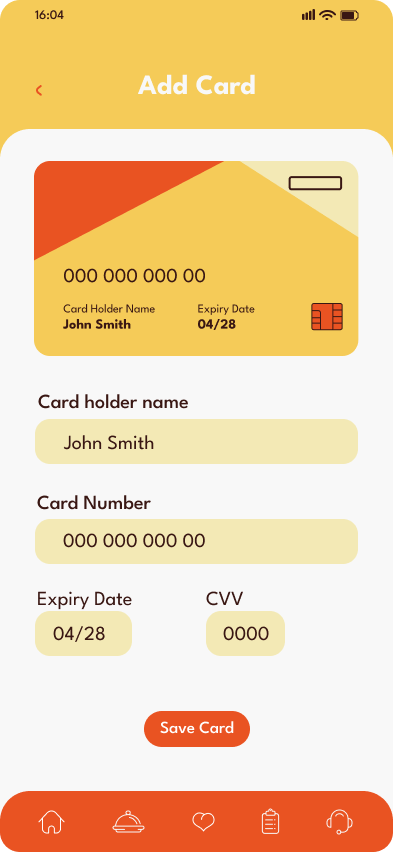 16:04
Add Card
000 000 000 00
Card Holder Name Expiry Date
John Smith 04/28
Card holder name
John Smith
Card Number
000 000 000 00
Expiry Date CVV
04/28 0000
Save Card